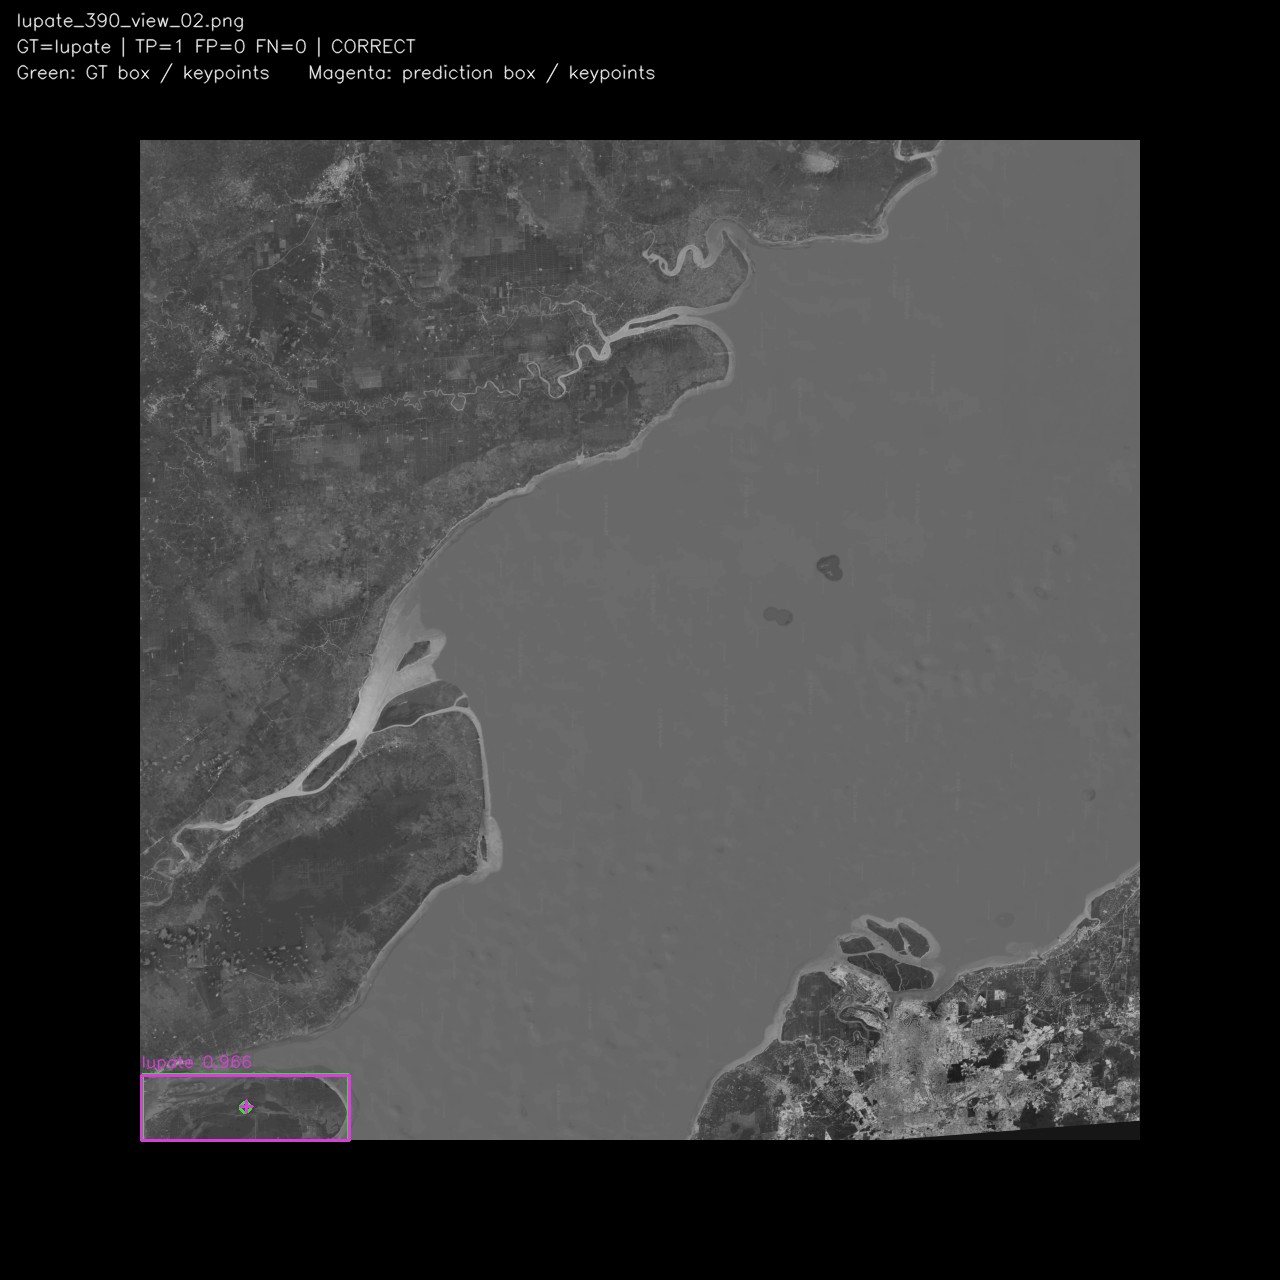 lupate_390_view_02.png
GT=lupate | TP=1 FP=0 FN=0 | CORRECT
Green: GT box / keypoints Magenta: prediction box / keypoints
lupate 0.966